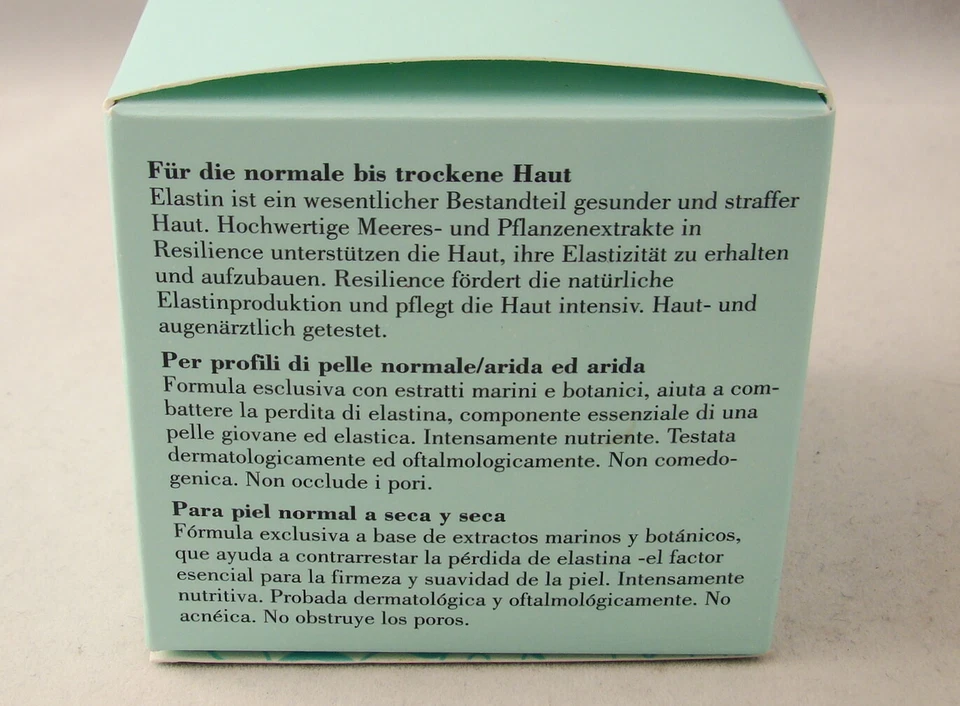 Für die normale bis trockene Haut
Elastin ist ein wesentlicher Bestandteil gesunder und straffer
Haut. Hochwertige Meeres- und Pflanzenextrakte in
Resilience unterstützen die Haut, ihre Elastizität zu erhalten
und aufzubauen. Resilience fördert die natürliche
Elastinproduktion und pflegt die Haut intensiv. Haut- und
augenärztlich getestet.
Per profili di pelle normale/arida ed arida
Formula esclusiva con estratti marini e botanici, aiuta a com-
battere la perdita di elastina, componente essenziale di una
pelle giovane ed elastica. Intensamente nutriente. Testata
dermatologicamente ed oftalmologicamente. Non comedo-
genica. Non occlude i pori.
Para piel normal a seca y seca
Fórmula exclusiva a base de extractos marinos y botánicos,
que ayuda a contrarrestar la pérdida de elastina -el factor
esencial para la firmeza y suavidad de la piel. Intensamente
nutritiva. Probada dermatológica y oftalmológicamente. No
acnéica. No obstruye los poros.